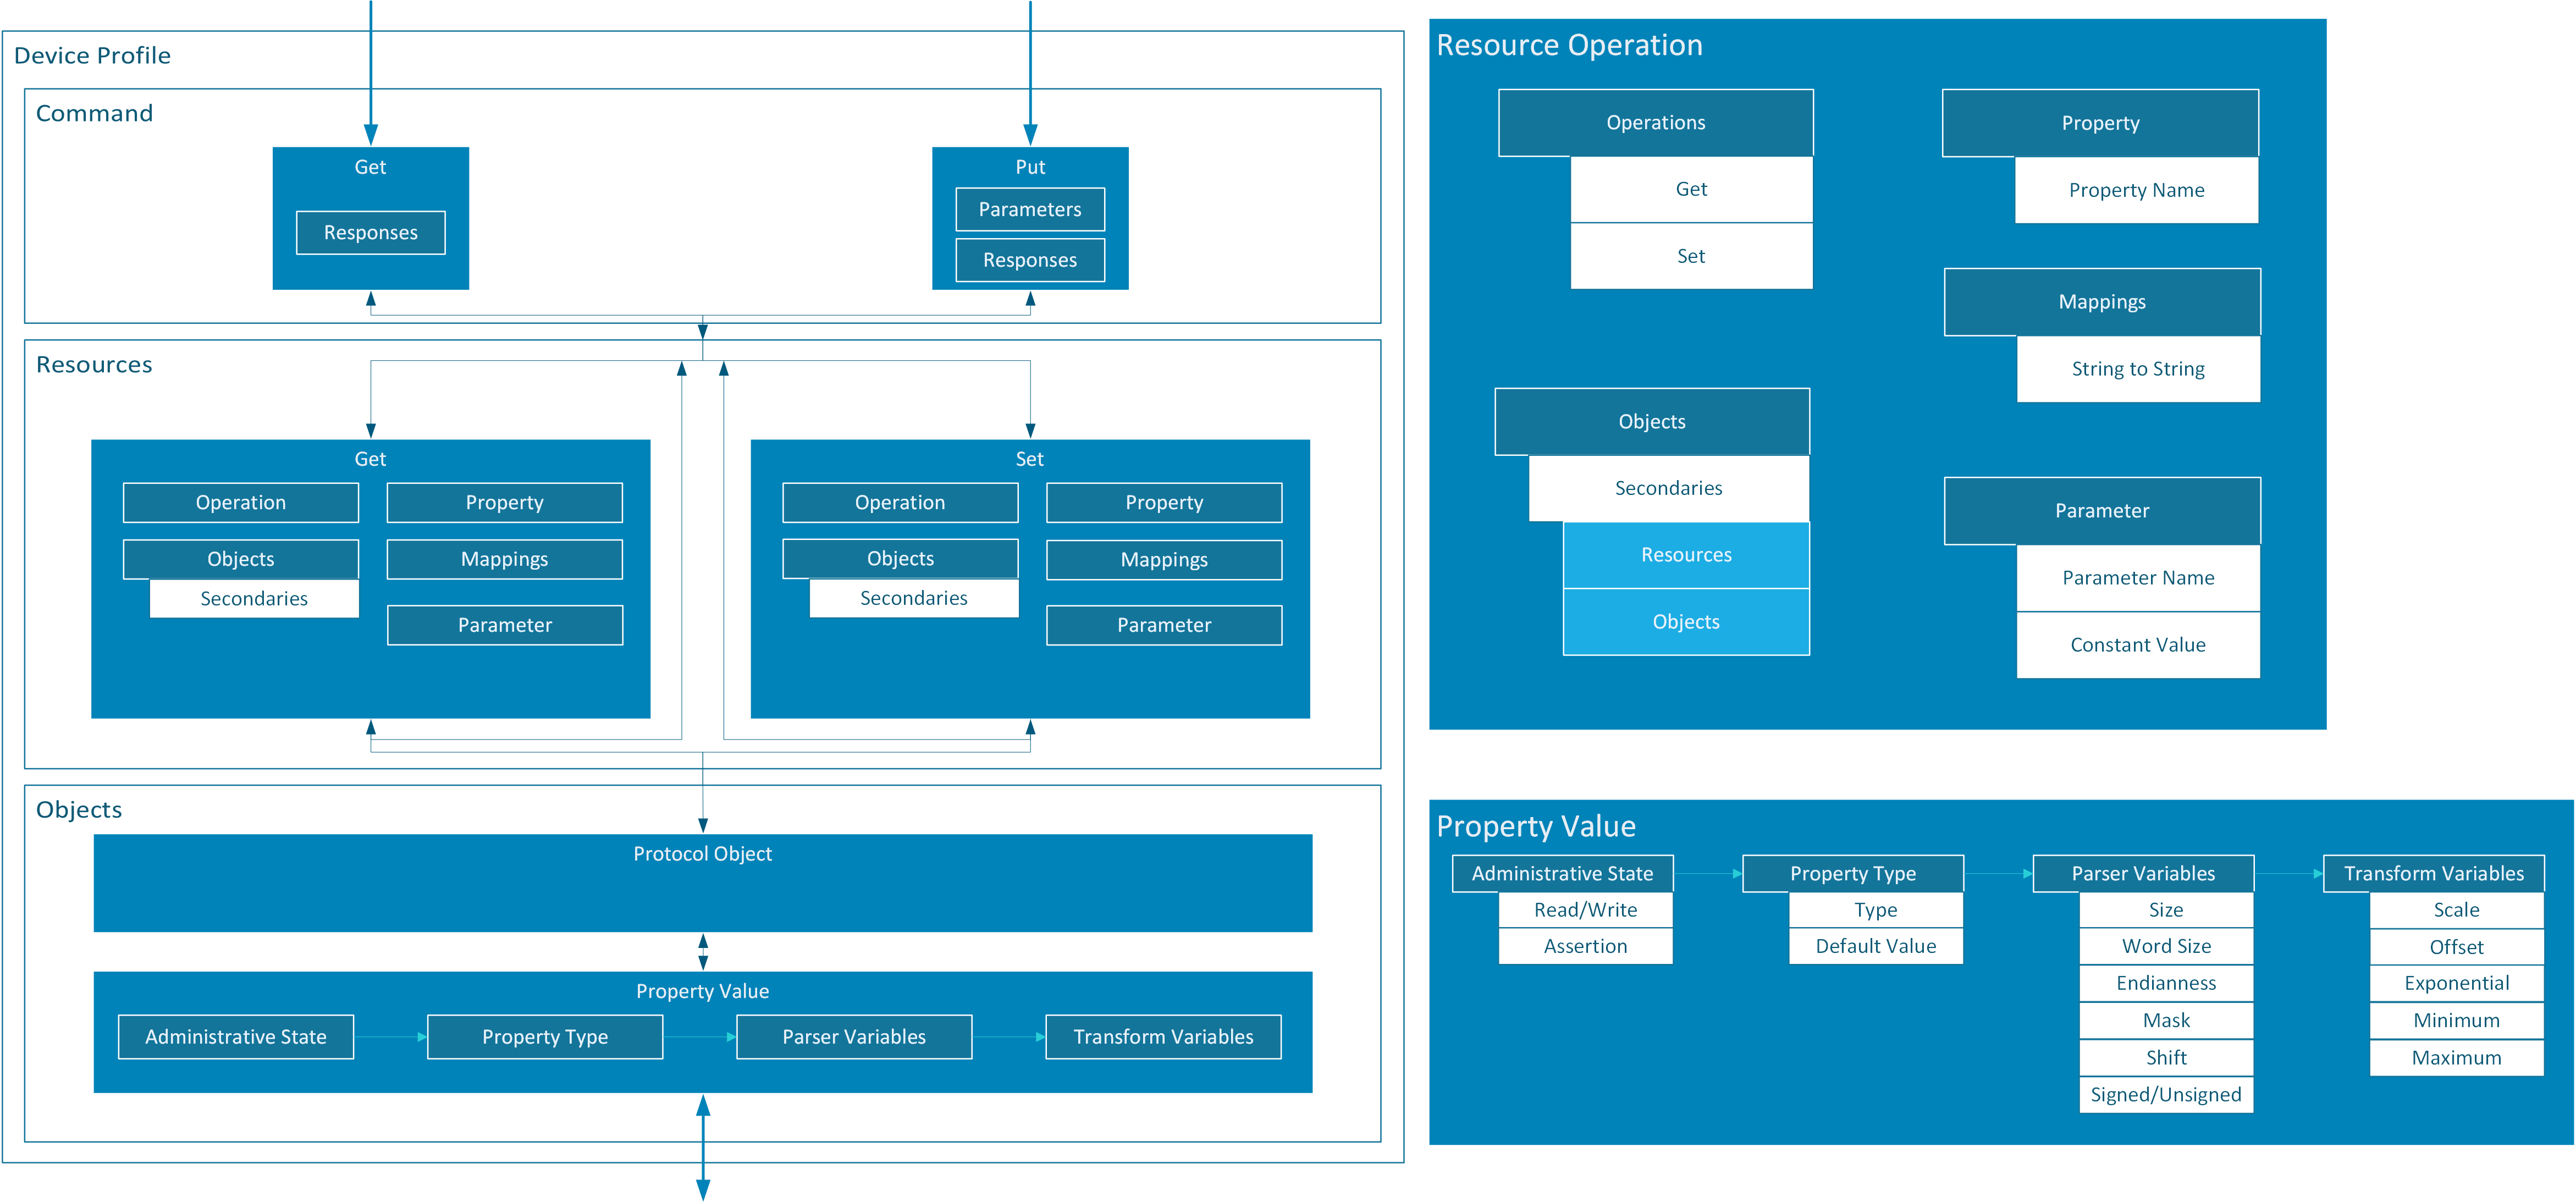 Device Profile
Command
Get
Responses
Put
Parameters
Responses
Resources
Get
Operation
Property
Objects
Mappings
Secondaries
Parameter
Set
Operation
Property
Objects
Mappings
Secondaries
Parameter
Objects
Protocol Object
Property Value
Administrative State
Property Type
Parser Variables
Transform Variables
Resource Operation
Operations
Get
Set
Property
Property Name
Mappings
String to String
Objects
Secondaries
Resources
Objects
Parameter
Parameter Name
Constant Value
Property Value
Administrative State
Read/Write
Assertion
Property Type
Type
Default Value
Parser Variables
Size
Word Size
Endianness
Mask
Shift
Signed/Unsigned
Transform Variables
Scale
Offset
Exponential
Minimum
Maximum